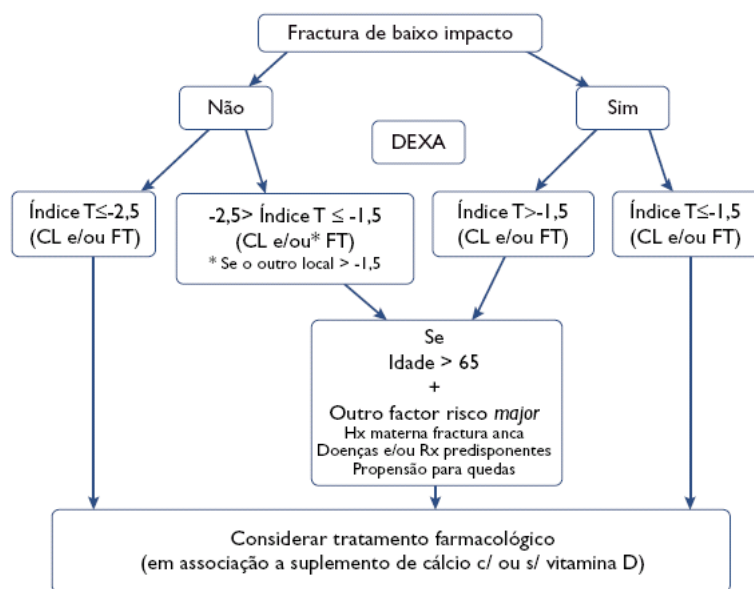 Fractura de baixo impacto
Não
Sim
DEXA
Índice T≤-2,5
(CL e/ou FT)
-2,5> Índice T ≤ -1,5
(CL e/ou* FT)
* Se o outro local > -1,5
Índice T>-1,5
(CL e/ou FT)
Índice T≤-1,5
(CL e/ou FT)
Se
Idade > 65
+
Outro factor risco major
Hx materna fractura anca
Doenças e/ou Rx predisponentes
Propensão para quedas
Considerar tratamento farmacológico
(em associação a suplemento de cálcio c/ ou s/ vitamina D)